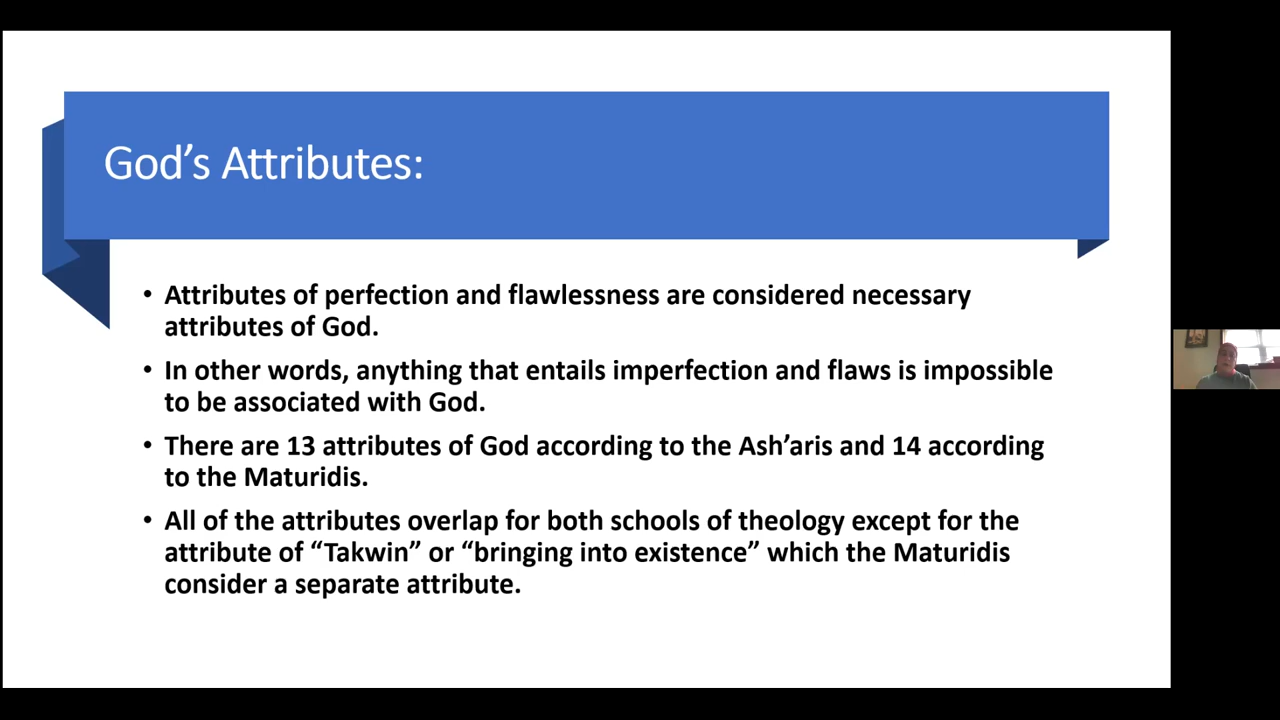 God’s Attributes:
• Attributes of perfection and flawlessness are considered necessary
attributes of God.
• In other words, anything that entails imperfection and flaws is impossible
to be associated with God.
• There are 13 attributes of God according to the Ash’aris and 14 according
to the Maturidis.
• All of the attributes overlap for both schools of theology except for the
attribute of “Takwin” or “bringing into existence” which the Maturidis
consider a separate attribute.